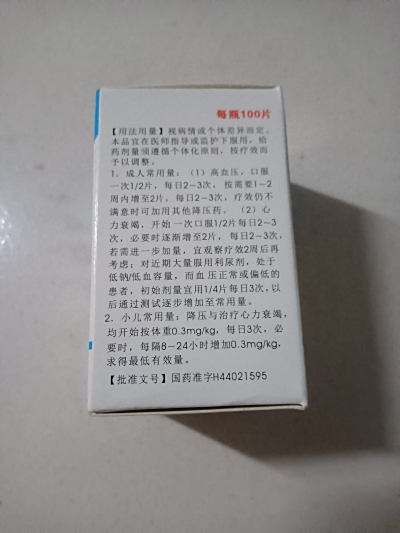 每瓶100片
【用法用量】视病情或个体差异而定。
本品宜在医师指导或监护下服用，给
药剂量须遵循个体化原则，按疗效而
予以调整。
1. 成人常用量：（1）高血压，口服
一次1/2片，每日2~3次，按需要1~2
周内增至2片，每日2~3次，疗效仍不
满意时可加用其他降压药。（2）心
力衰竭，开始一次口服1/2片每日2~3
次，必要时逐渐增至2片，每日2~3次，
若需进一步加量，宜观察疗效2周后再
考虑；对近期大量服用利尿剂，处于
低钠/低血容量，而血压正常或偏低的
患者，初始剂量宜用1/4片每日3次，以
后通过测试逐步增加至常用量。
2. 小儿常用量：降压与治疗心力衰竭，
均开始按体重0.3mg/kg，每日3次，必
要时，每隔8-24小时增加0.3mg/kg，
求得最低有效量。
【批准文号】国药准字H44021595